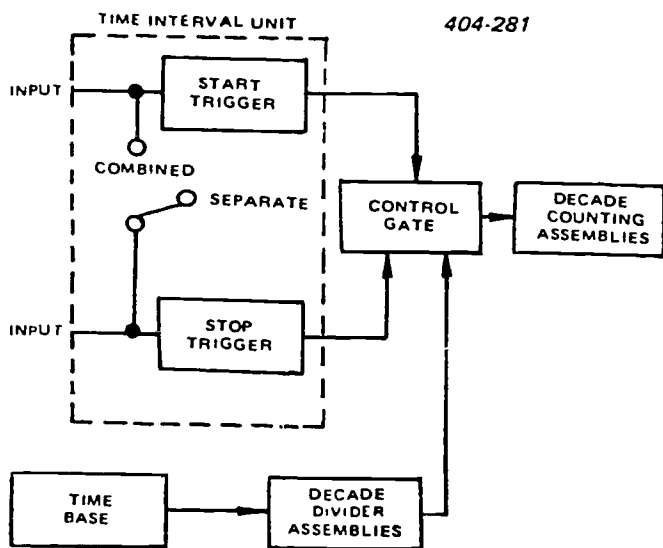 TIME INTERVAL UNIT
404-281
INPUT
START
TRIGGER
COMBINED
SEPARATE
CONTROL
GATE
DECADE
COUNTING
ASSEMBLIES
INPUT
STOP
TRIGGER
TIME
BASE
DECADE
DIVIDER
ASSEMBLIES